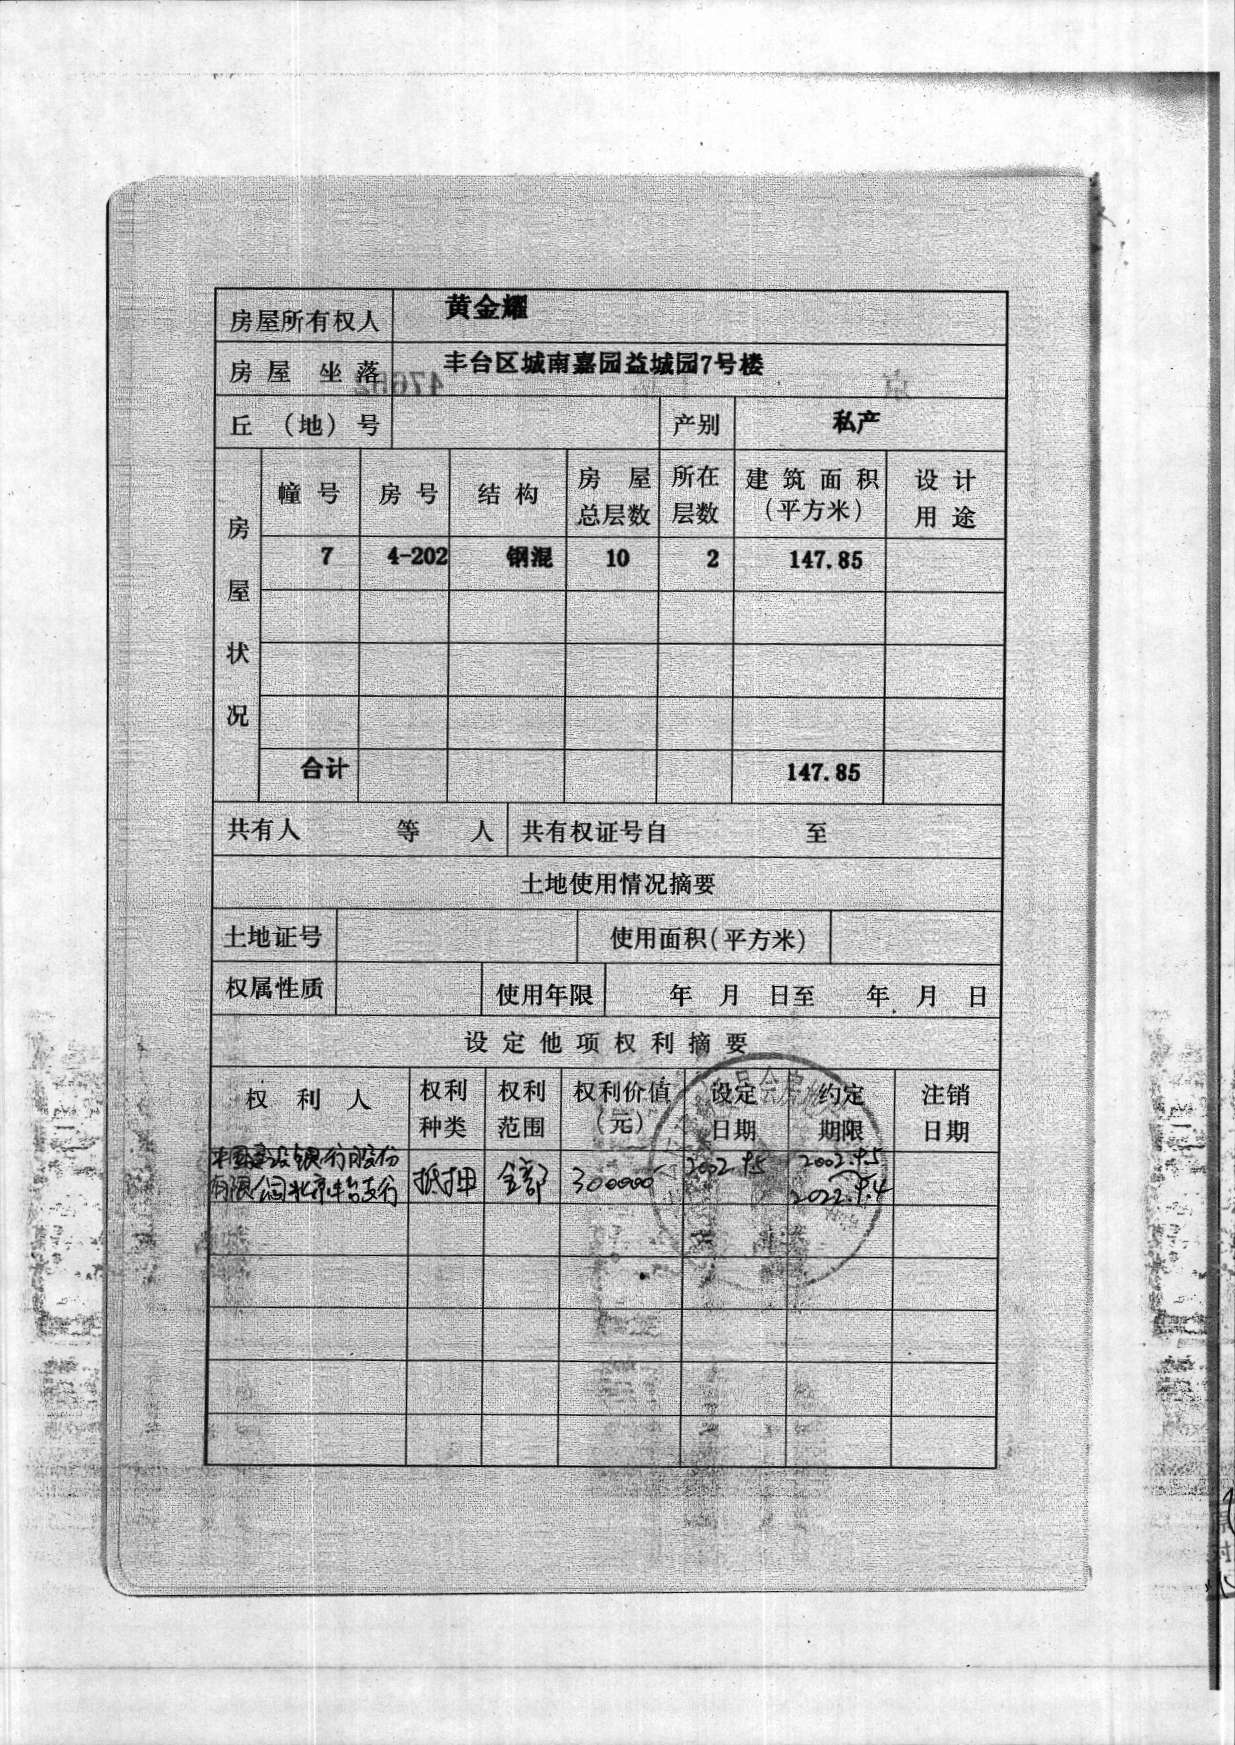 房屋所有权人 黄金耀
房屋坐落 丰台区城南嘉园益城园7号楼
丘（地）号 产别 私产
房屋状况
幢号 房号 结构 房屋总层数 所在层数 建筑面积（平方米） 设计用途
7 4-202 钢混 10 2 147.85
合计 147.85
共有人 等 人 共有权证号自 至
土地使用情况摘要
土地证号 使用面积(平方米)
权属性质 使用年限 年 月 日至 年 月 日
设定他项权利摘要
权利人 权利种类 权利范围 权利价值（元） 设定日期 约定期限 注销日期
中国建设银行股份 抵押 全部 300000 2002.9.5 2002.9.5
有限公司北京丰台支行 2022.9.4